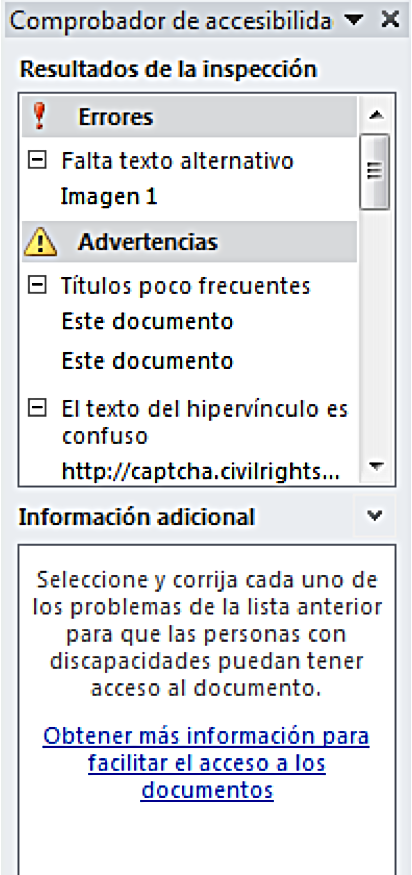 Comprobador de accesibilida
Resultados de la inspección
Errores
Falta texto alternativo
Imagen 1
Advertencias
Títulos poco frecuentes
Este documento
Este documento
El texto del hipervínculo es
confuso
http://captcha.civilrights...
Información adicional
Seleccione y corrija cada uno de
los problemas de la lista anterior
para que las personas con
discapacidades puedan tener
acceso al documento.
Obtener más información para
facilitar el acceso a los
documentos